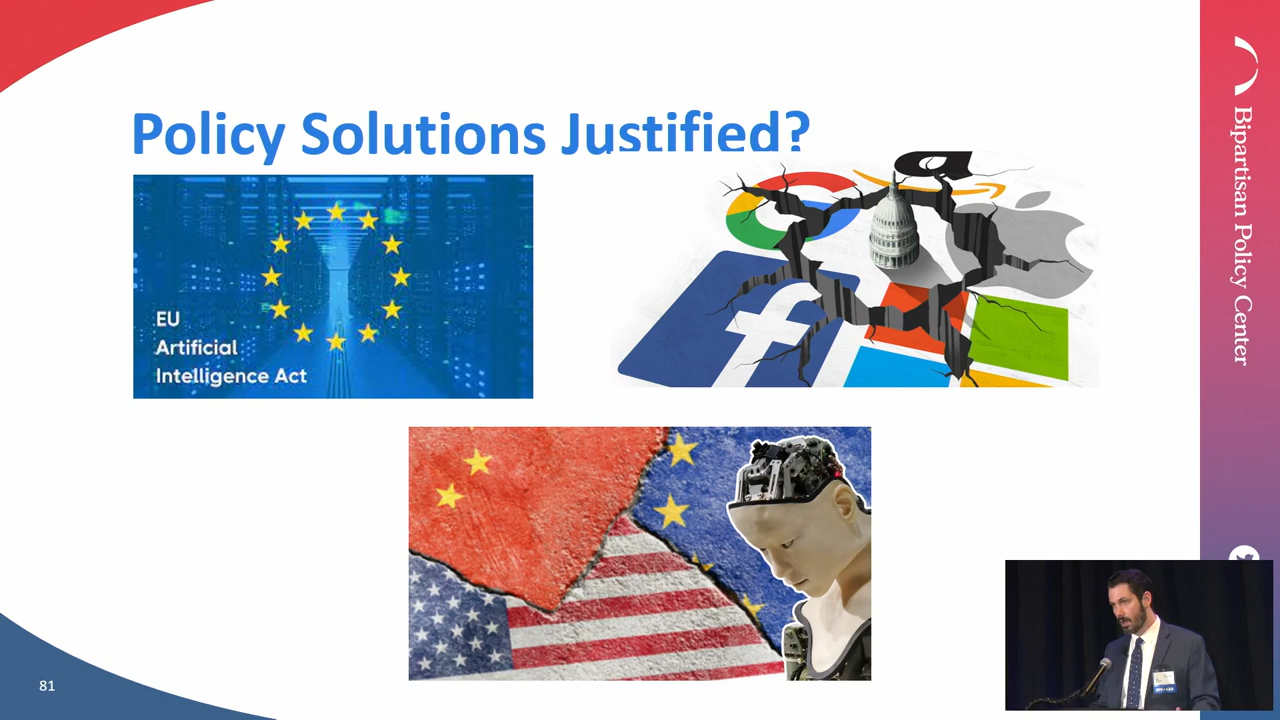 Policy Solutions Justified?
EU
Artificial
Intelligence Act
Bipartisan Policy Center
81